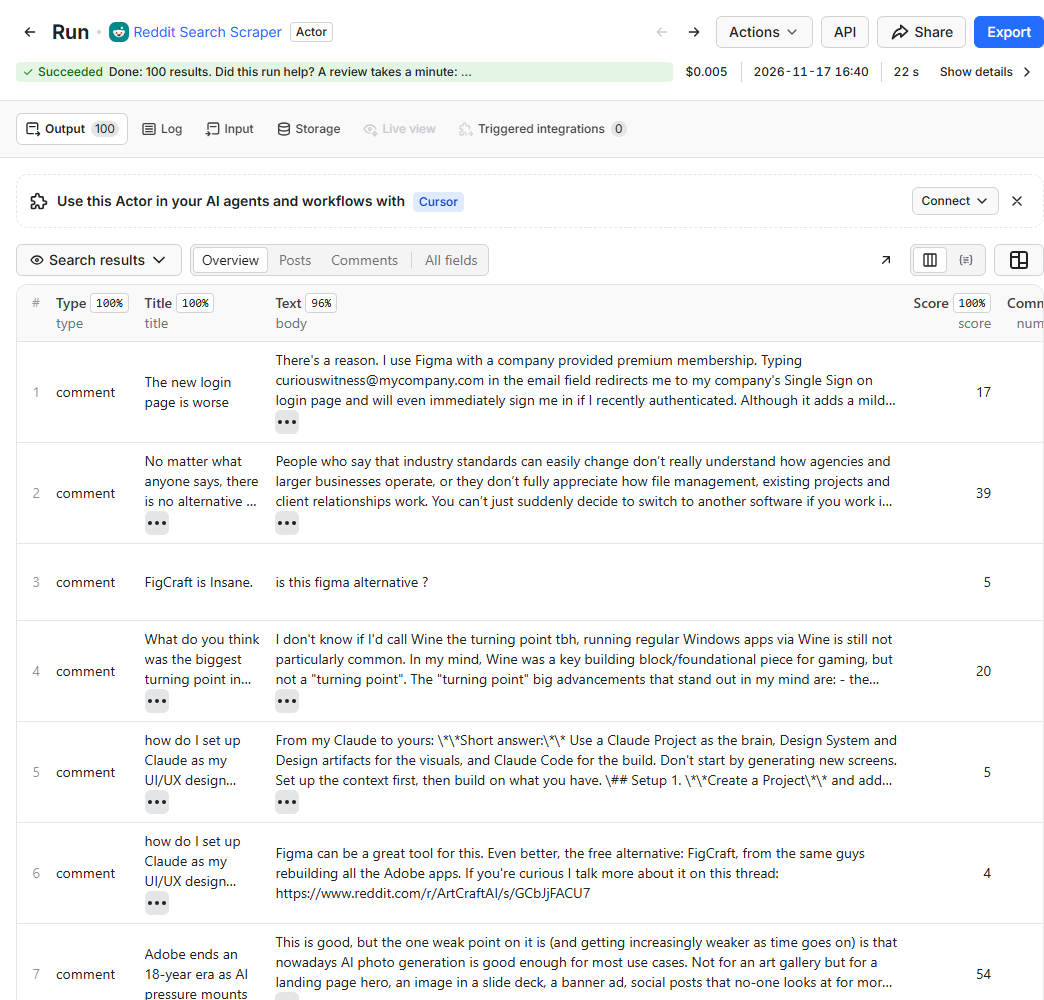 Run · Reddit Search Scraper Actor
Actions API Share Export
Succeeded Done: 100 results. Did this run help? A review takes a minute: ... $0.005 2026-11-17 16:40 22 s Show details
Output 100 Log Input Storage Live view Triggered integrations 0
Use this Actor in your AI agents and workflows with Cursor Connect
Search results Overview Posts Comments All fields
# Type 100% Title 100% Text 96% Score 100% Comm
type title body score num
1 comment
The new login
page is worse
There's a reason. I use Figma with a company provided premium membership. Typing
curiouswitness@mycompany.com in the email field redirects me to my company's Single Sign on
login page and will even immediately sign me in if I recently authenticated. Although it adds a mild...
17
2 comment
No matter what
anyone says, there
is no alternative ...
People who say that industry standards can easily change don’t really understand how agencies and
larger businesses operate, or they don’t fully appreciate how file management, existing projects and
client relationships work. You can’t just suddenly decide to switch to another software if you work i...
39
3 comment FigCraft is Insane. is this figma alternative ? 5
4 comment
What do you think
was the biggest
turning point in...
I don't know if I'd call Wine the turning point tbh, running regular Windows apps via Wine is still not
particularly common. In my mind, Wine was a key building block/foundational piece for gaming, but
not a "turning point". The "turning point" big advancements that stand out in my mind are: - the...
20
5 comment
how do I set up
Claude as my
UI/UX design...
From my Claude to yours: \*\*Short answer:\*\* Use a Claude Project as the brain, Design System and
Design artifacts for the visuals, and Claude Code for the build. Don't start by generating new screens.
Set up the context first, then build on what you have. \## Setup 1. \*\*Create a Project\*\* and add...
5
6 comment
how do I set up
Claude as my
UI/UX design...
Figma can be a great tool for this. Even better, the free alternative: FigCraft, from the same guys
rebuilding all the Adobe apps. If you're curious I talk more about it on this thread:
https://www.reddit.com/r/ArtCraftAI/s/GCbJjFACU7
4
7 comment
Adobe ends an
18-year era as AI
pressure mounts
This is good, but the one weak point on it is (and getting increasingly weaker as time goes on) is that
nowadays AI photo generation is good enough for most use cases. Not for an art gallery but for a
landing page hero, an image in a slide deck, a banner ad, social posts that no-one looks at for mor...
54